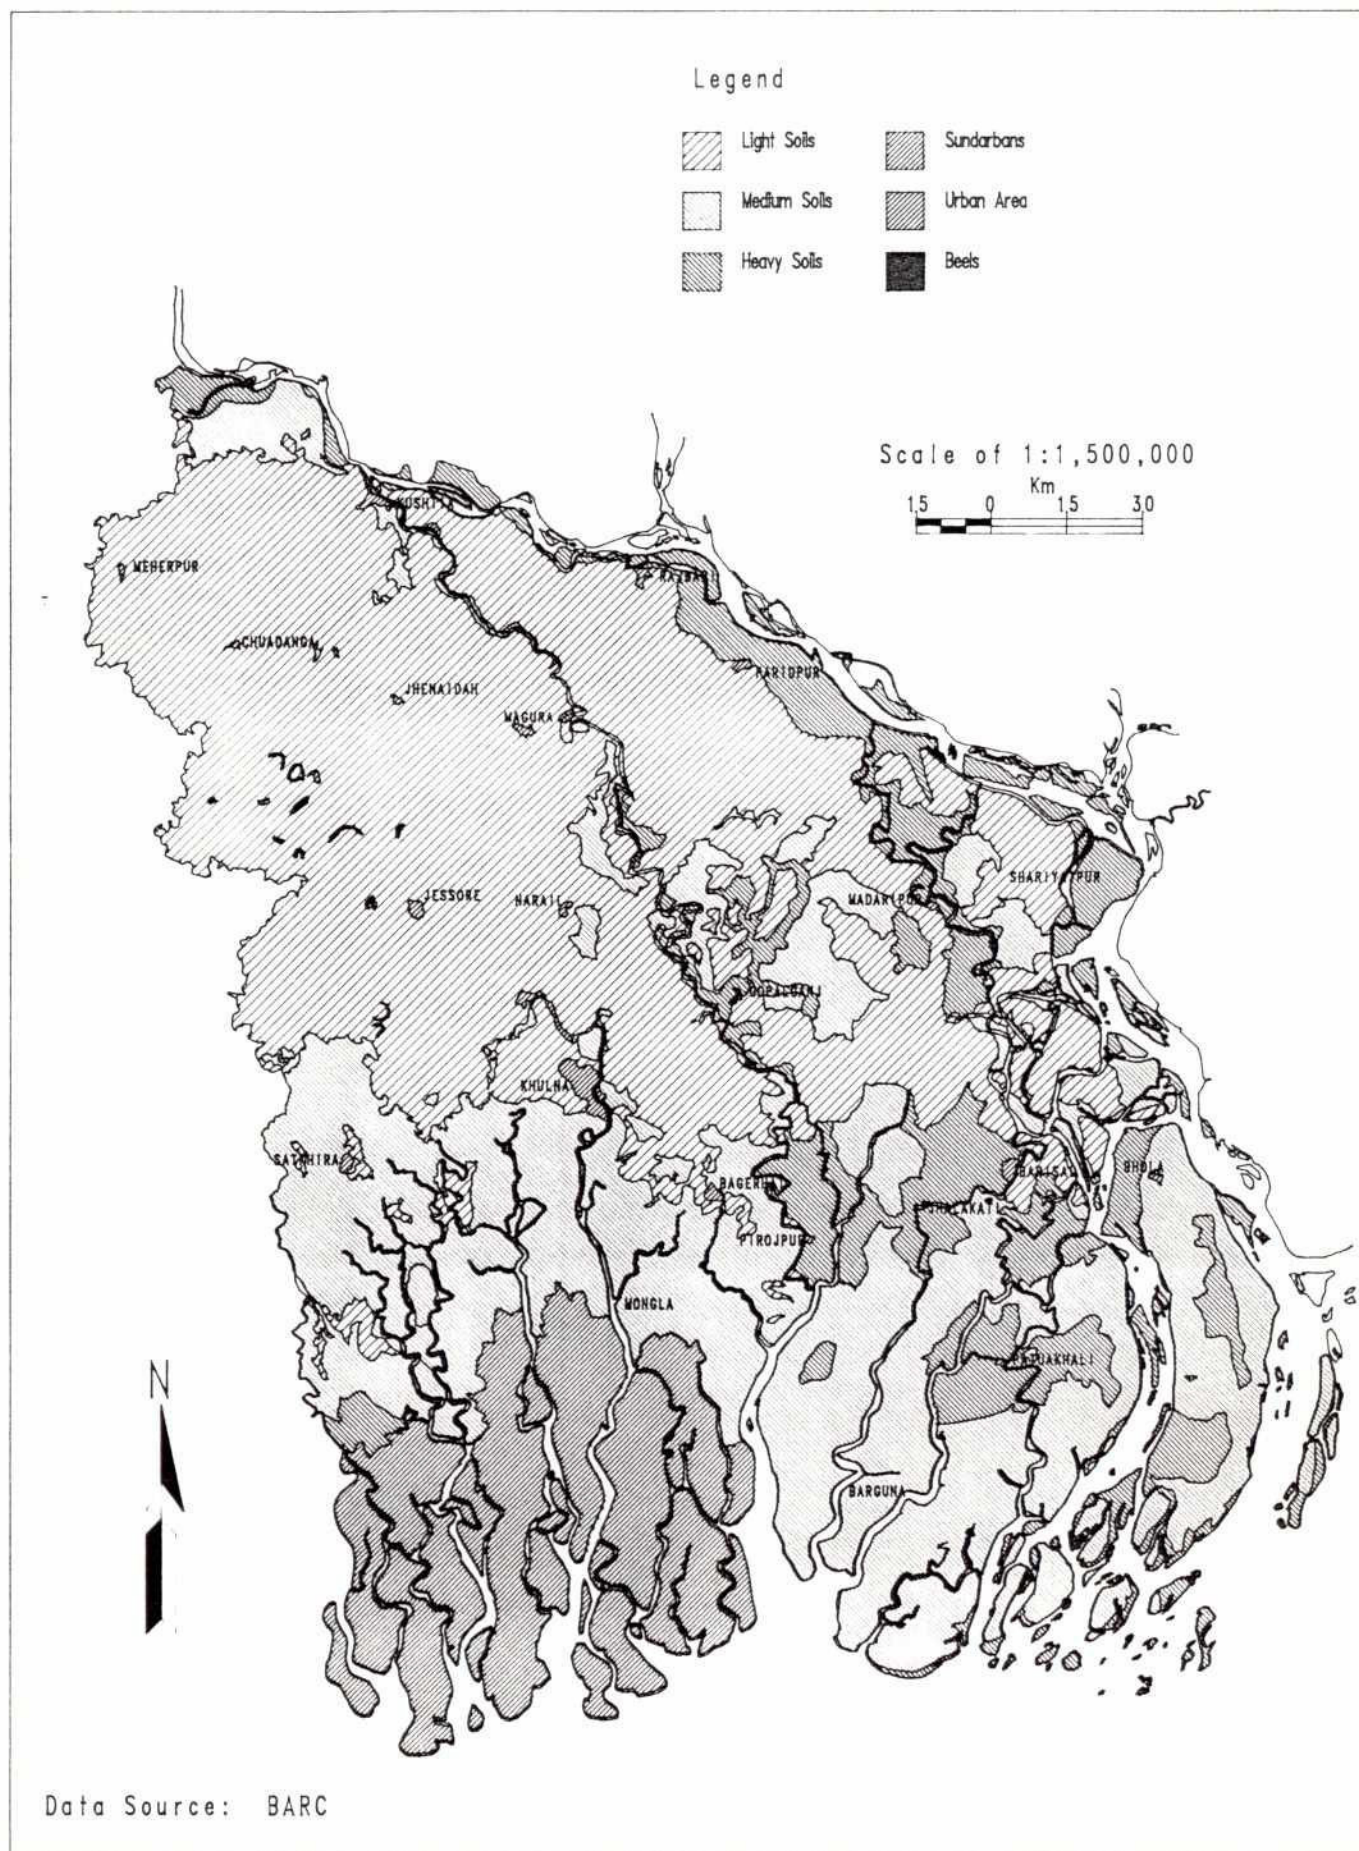 Legend
Light Soils
Sundarbans
Medium Soils
Urban Area
Heavy Soils
Beels
Scale of 1:1,500,000
Km
15 0 15 30
MEHERPUR
CHUADANGA
JHENAIDAH
MAGURA
FARIDPUR
JESSORE
NARAIL
MADARIPUR
SHARIYATPUR
GOPALGANJ
KHULNA
SATKHIRA
BAGERHAT
PIROJPUR
JHALAKATI
BARISAL
BHOLA
MONGLA
PATUAKHALI
BARGUNA
N
Data Source: BARC